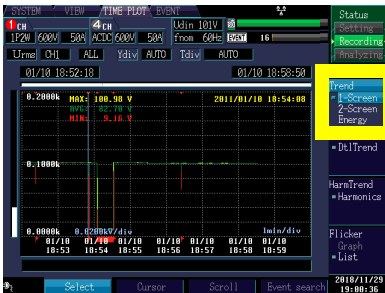 SYSTEM VIEW TIME PLOT EVENT
1 CH 4 CH Udin 101V
1P2W 600V 50A ACDC 600V 50A fnom 60Hz EVENT 16
Urms CH1 ALL Ydiv AUTO Tdiv AUTO
01/10 18:52:18 01/10 18:58:50
0.2000k MAX: 100.98 V 2011/01/10 18:54:08
AVG: 82.70 V
MIN: 9.16 V
0.1000k
0.0000k 0.0200kV/div 1min/div
01/10 01/10 01/10 01/10 01/10 01/10 01/10
18:53 18:54 18:55 18:56 18:57 18:58 18:59
Select Cursor Scroll Event search
Status
Setting
Recording
Analyzing
Trend
1-Screen
2-Screen
Energy
DtlTrend
HarmTrend
Harmonics
Flicker
Graph
List
2018/11/29
19:00:36